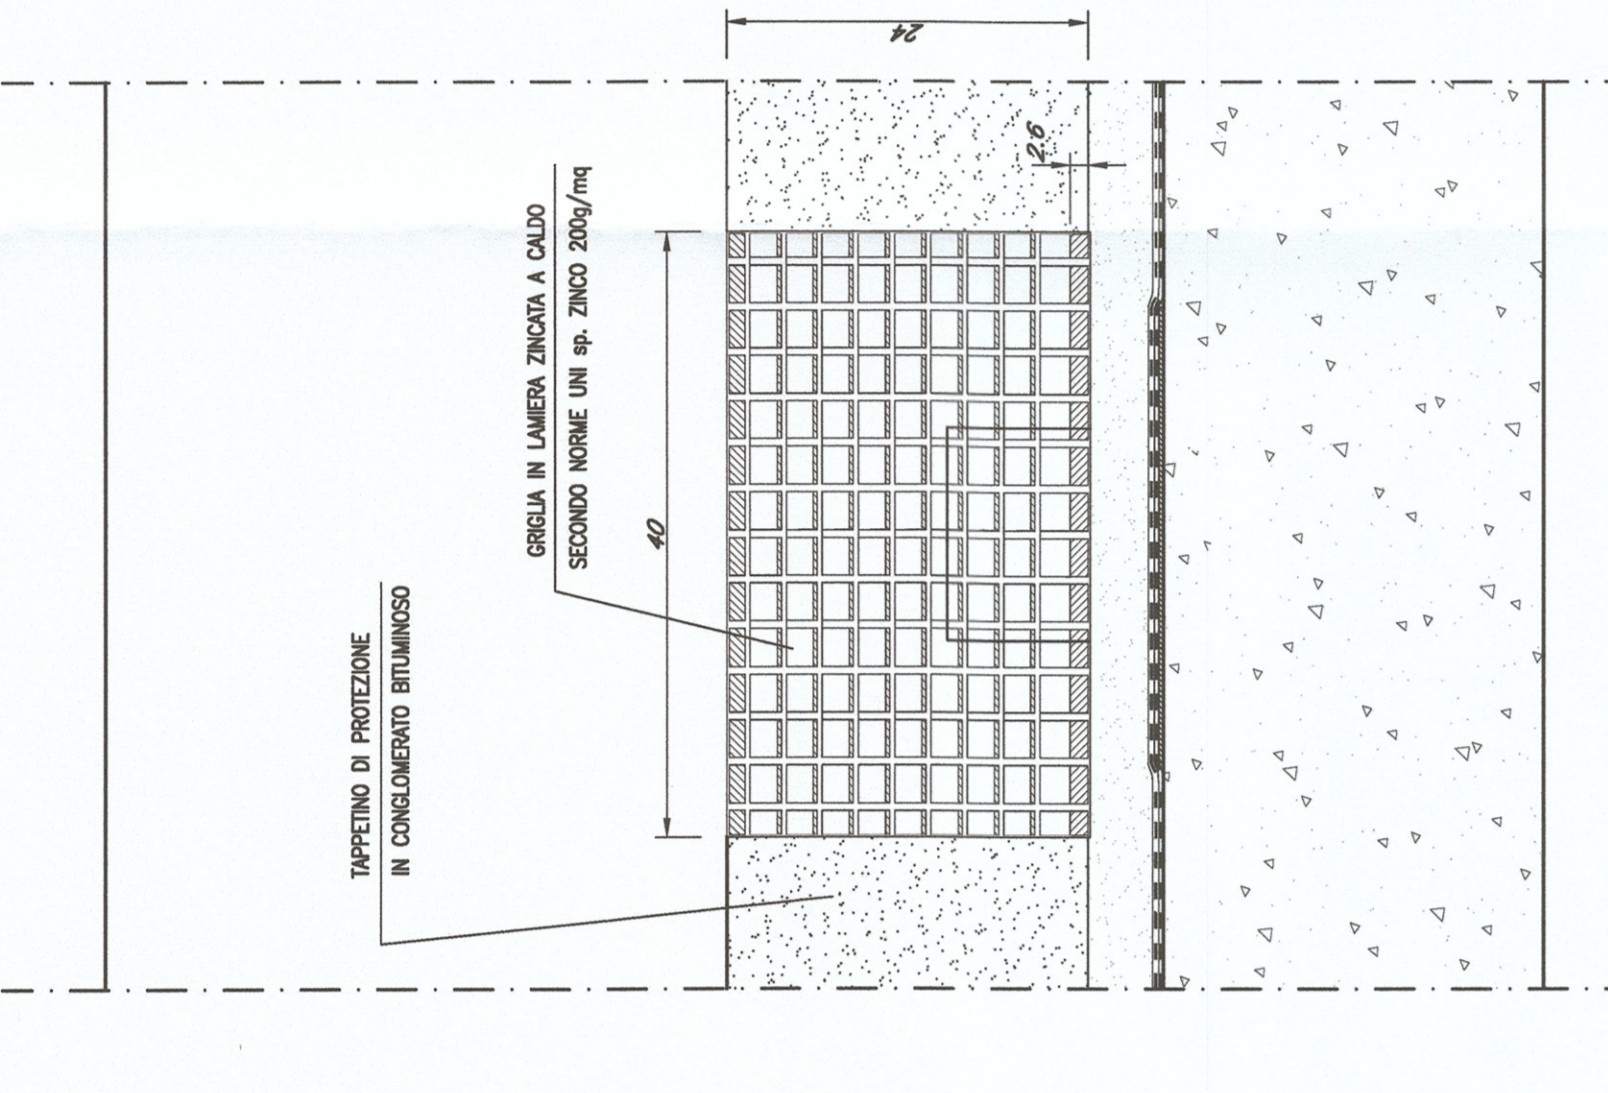 TAPPETINO DI PROTEZIONE
IN CONGLOMERATO BITUMINOSO
GRIGLIA IN LAMIERA ZINCATA A CALDO
SECONDO NORME UNI sp. ZINCO 200g/mq
40
24
2.6